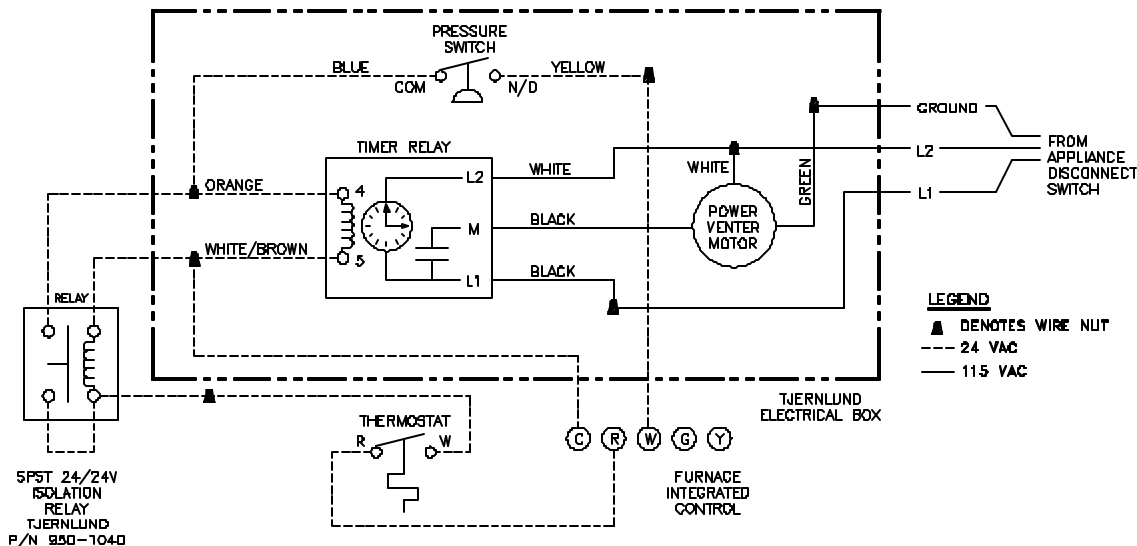 PRESSURE
SWITCH
BLUE
YELLOW
COM
N/O
GROUND
TIMER RELAY
L2
WHITE
WHITE
GREEN
L2
FROM
APPLIANCE
DISCONNECT
SWITCH
ORANGE
4
L1
M
BLACK
POWER
VENTER
MOTOR
WHITE/BROWN
5
L1
BLACK
RELAY
LEGEND
DENOTES WIRE NUT
24 VAC
115 VAC
TJERNLUND
ELECTRICAL BOX
THERMOSTAT
R
W
C
R
W
G
Y
SPST 24/24V
ISOLATION
RELAY
TJERNLUND
P/N 950-1040
FURNACE
INTEGRATED
CONTROL